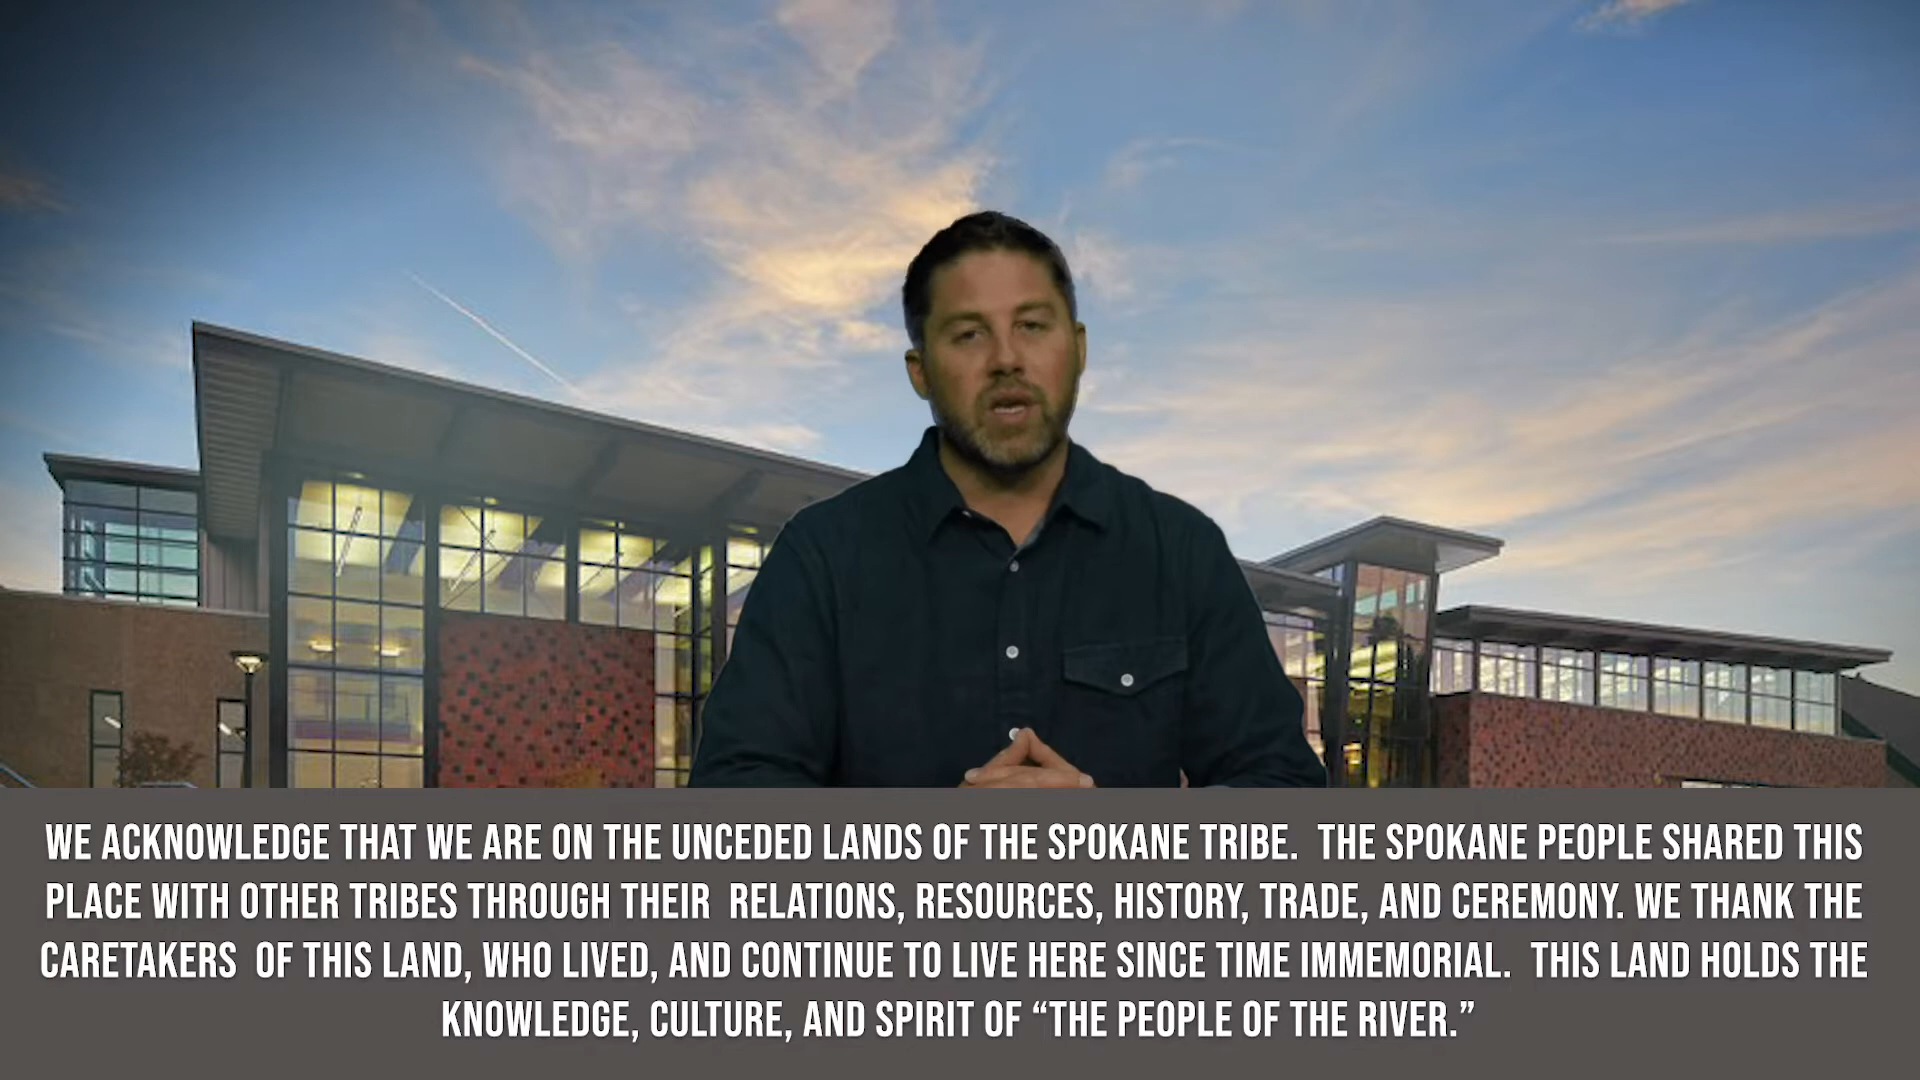 WE ACKNOWLEDGE THAT WE ARE ON THE UNCEDED LANDS OF THE SPOKANE TRIBE. THE SPOKANE PEOPLE SHARED THIS
PLACE WITH OTHER TRIBES THROUGH THEIR RELATIONS, RESOURCES, HISTORY, TRADE, AND CEREMONY. WE THANK THE
CARETAKERS OF THIS LAND, WHO LIVED, AND CONTINUE TO LIVE HERE SINCE TIME IMMEMORIAL. THIS LAND HOLDS THE
KNOWLEDGE, CULTURE, AND SPIRIT OF “THE PEOPLE OF THE RIVER.”